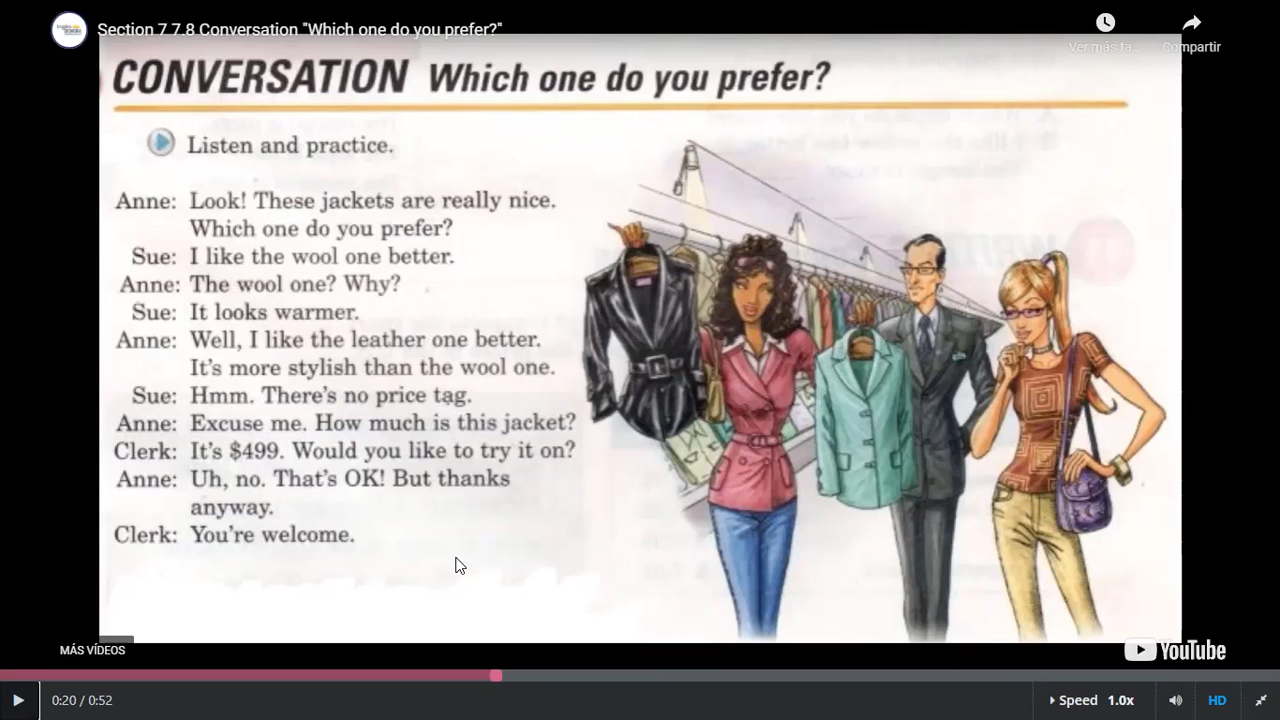 Section 7 7.8 Conversation "Which one do you prefer?"
Ver más ta...
Compartir
CONVERSATION Which one do you prefer?
Listen and practice.
Anne: Look! These jackets are really nice.
Which one do you prefer?
Sue: I like the wool one better.
Anne: The wool one? Why?
Sue: It looks warmer.
Anne: Well, I like the leather one better.
It's more stylish than the wool one.
Sue: Hmm. There's no price tag.
Anne: Excuse me. How much is this jacket?
Clerk: It's $499. Would you like to try it on?
Anne: Uh, no. That's OK! But thanks
anyway.
Clerk: You're welcome.
MÁS VÍDEOS
YouTube
0:20 / 0:52
Speed 1.0x
HD